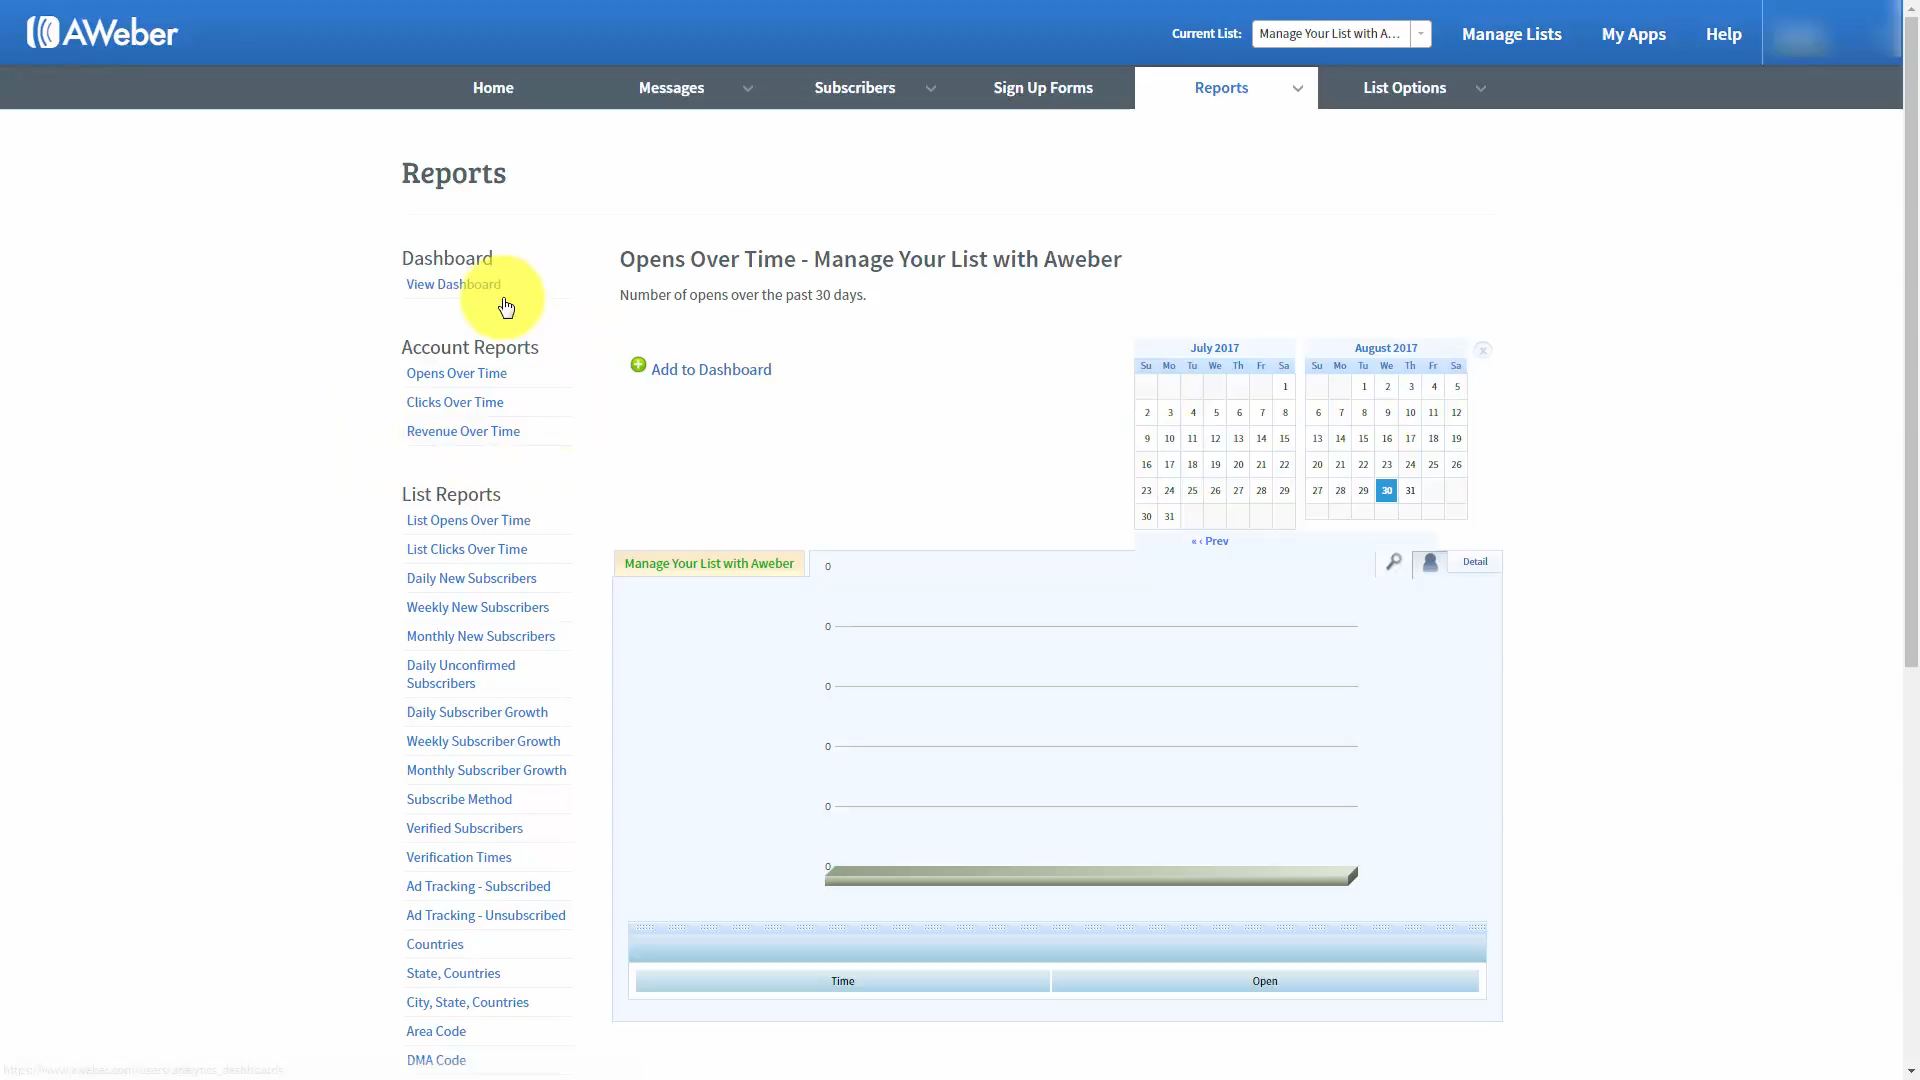 AWeber
Current List:
Manage Your List with A...
Manage Lists
My Apps
Help
Home
Messages
Subscribers
Sign Up Forms
Reports
List Options
Reports
Dashboard
View Dashboard
Account Reports
Opens Over Time
Clicks Over Time
Revenue Over Time
List Reports
List Opens Over Time
List Clicks Over Time
Daily New Subscribers
Weekly New Subscribers
Monthly New Subscribers
Daily Unconfirmed
Subscribers
Daily Subscriber Growth
Weekly Subscriber Growth
Monthly Subscriber Growth
Subscribe Method
Verified Subscribers
Verification Times
Ad Tracking - Subscribed
Ad Tracking - Unsubscribed
Countries
State, Countries
City, State, Countries
Area Code
DMA Code
Opens Over Time - Manage Your List with Aweber
Number of opens over the past 30 days.
Add to Dashboard
July 2017
Su Mo Tu We Th Fr Sa
1
2 3 4 5 6 7 8
9 10 11 12 13 14 15
16 17 18 19 20 21 22
23 24 25 26 27 28 29
30 31
« ‹ Prev
August 2017
Su Mo Tu We Th Fr Sa
1 2 3 4 5
6 7 8 9 10 11 12
13 14 15 16 17 18 19
20 21 22 23 24 25 26
27 28 29 30 31
x
Manage Your List with Aweber
Detail
0
0
0
0
0
0
Time
Open
https://www.aweber.com/users/analytics_dashboards